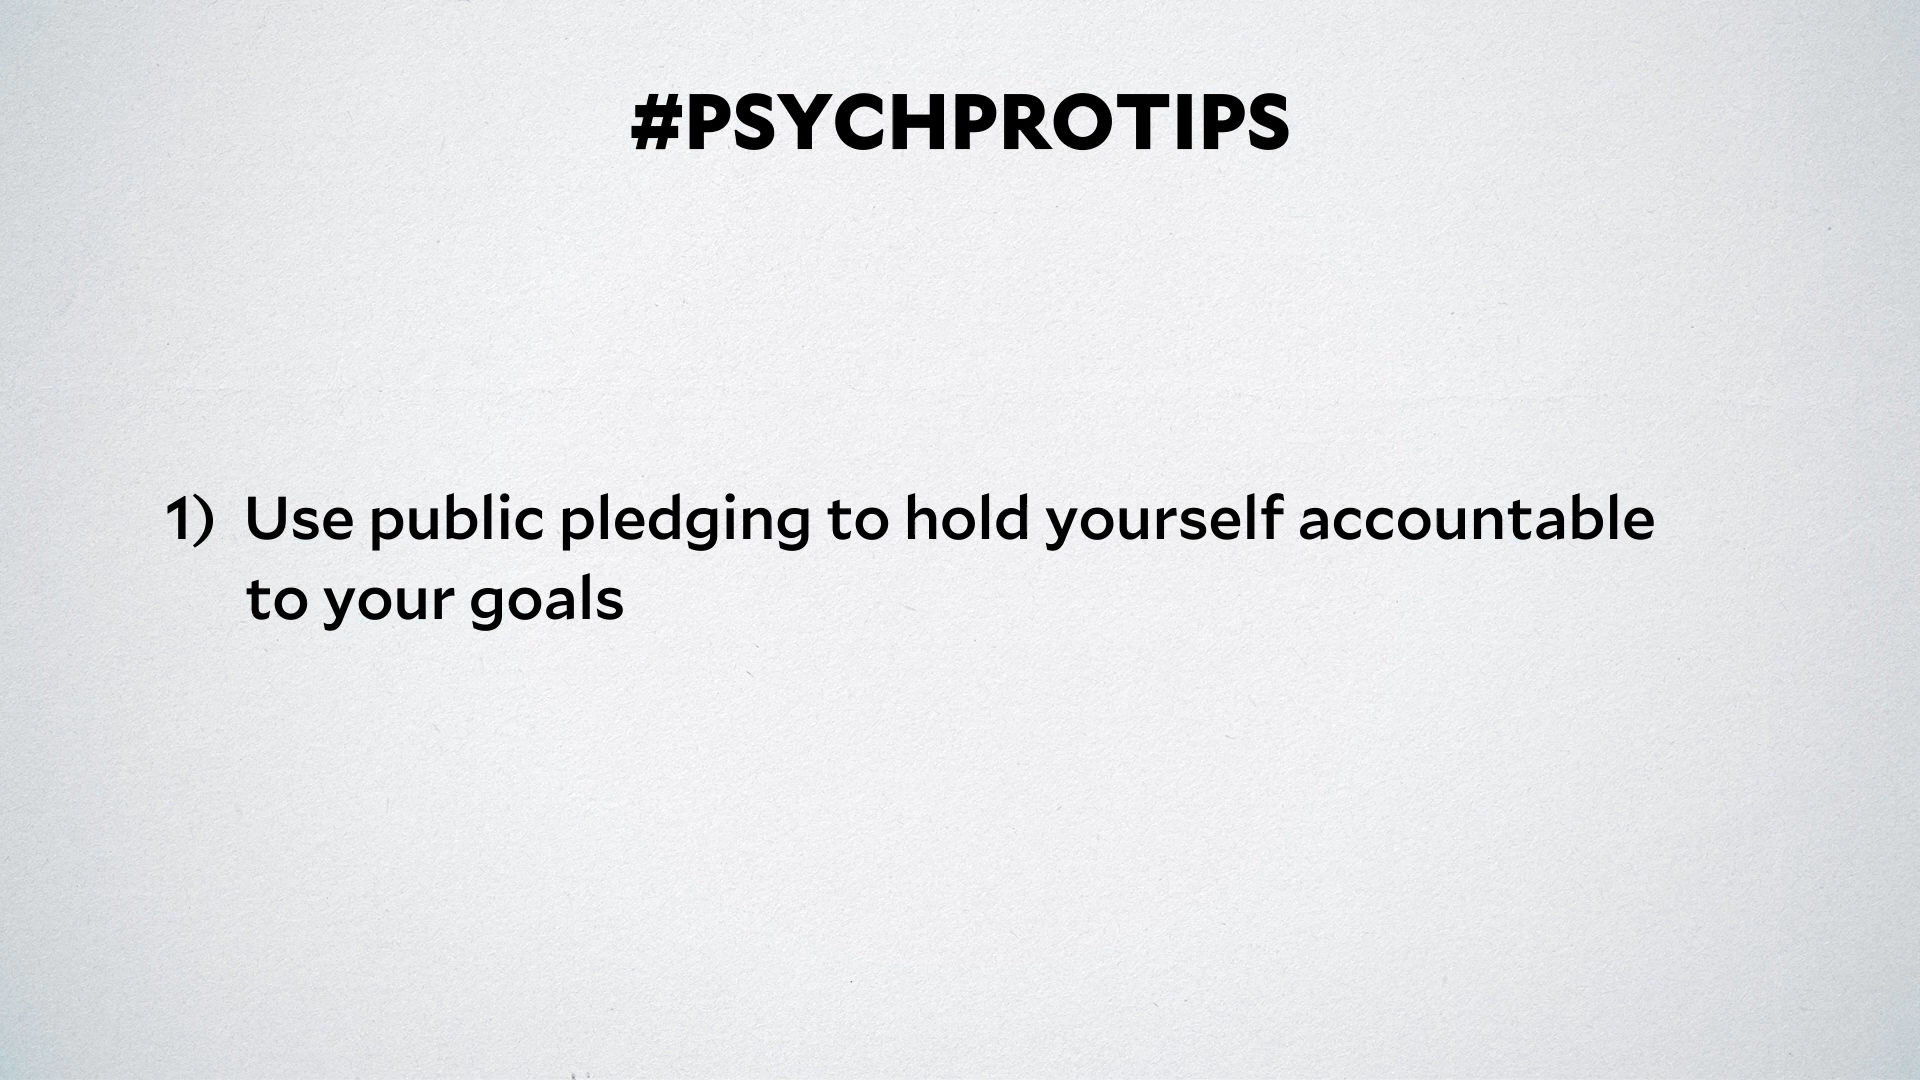 #PSYCHPROTIPS
1) Use public pledging to hold yourself accountable
to your goals